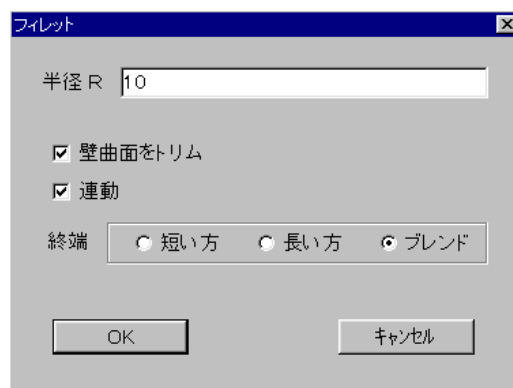 フィレット
半径 R 10
壁曲面をトリム
連動
終端 短い方 長い方 ブレンド
OK キャンセル